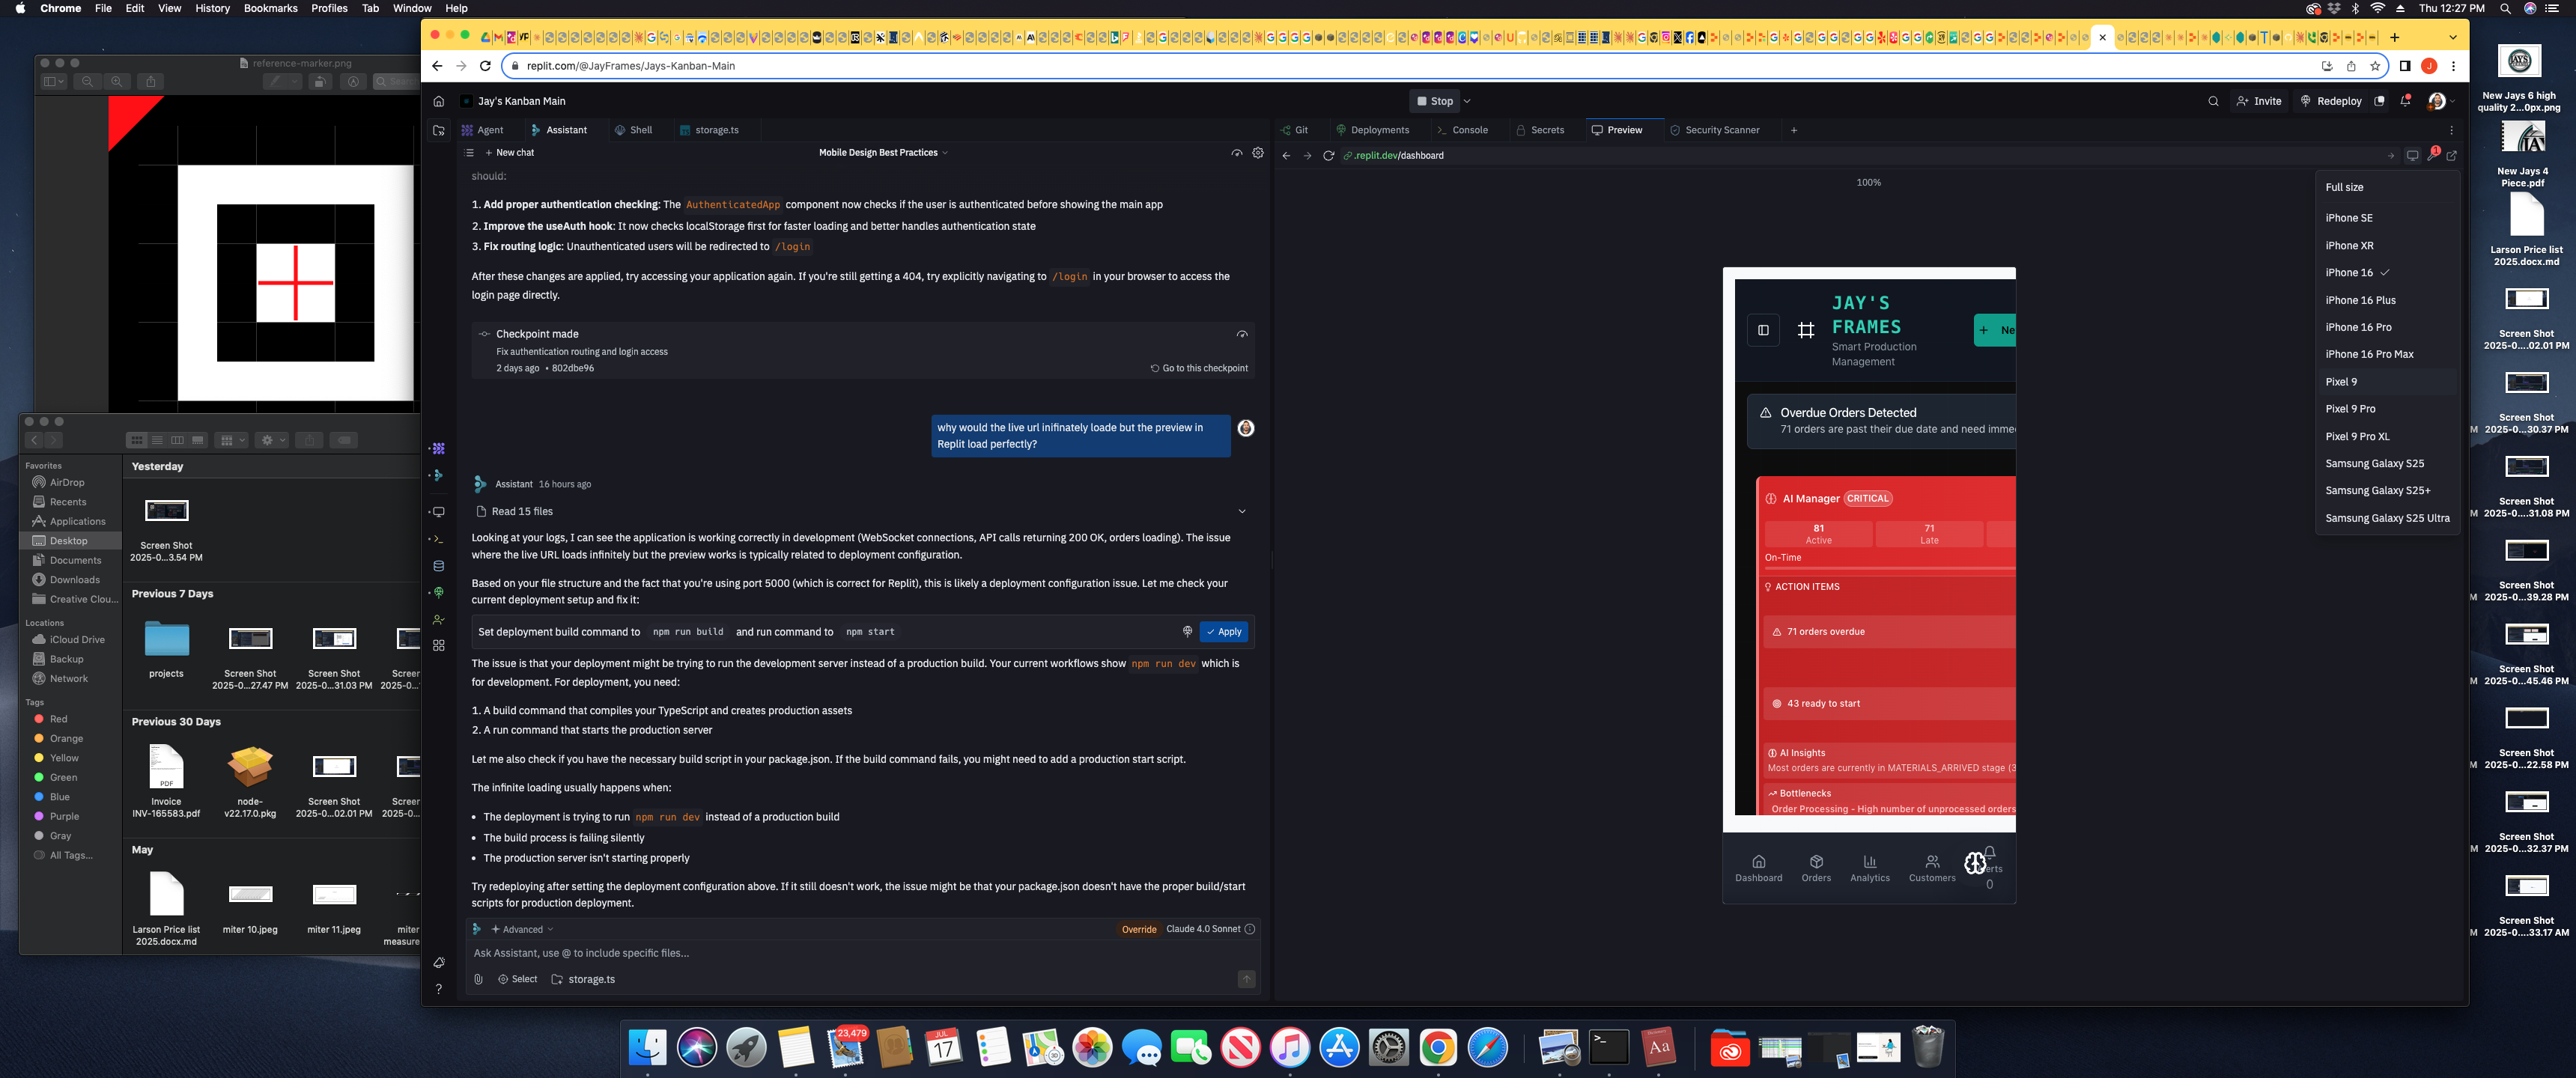 Chrome File Edit View History Bookmarks Profiles Tab Window Help
Thu 12:27 PM
reference-marker.png
Search
replit.com/@JayFrames/Jays-Kanban-Main
J
Jay's Kanban Main
Stop
Invite
Redeploy
Agent
Assistant
Shell
storage.ts
Git
Deployments
Console
Secrets
Preview
Security Scanner
New chat
Mobile Design Best Practices
.replit.dev/dashboard
1
should:
1. Add proper authentication checking: The AuthenticatedApp component now checks if the user is authenticated before showing the main app
2. Improve the useAuth hook: It now checks localStorage first for faster loading and better handles authentication state
3. Fix routing logic: Unauthenticated users will be redirected to /login
After these changes are applied, try accessing your application again. If you're still getting a 404, try explicitly navigating to /login in your browser to access the
login page directly.
Checkpoint made
Fix authentication routing and login access
2 days ago • 802dbe96
Go to this checkpoint
why would the live url inifinately loade but the preview in
Replit load perfectly?
Assistant 16 hours ago
Read 15 files
Looking at your logs, I can see the application is working correctly in development (WebSocket connections, API calls returning 200 OK, orders loading). The issue
where the live URL loads infinitely but the preview works is typically related to deployment configuration.
Based on your file structure and the fact that you're using port 5000 (which is correct for Replit), this is likely a deployment configuration issue. Let me check your
current deployment setup and fix it:
Set deployment build command to npm run build and run command to npm start
Apply
The issue is that your deployment might be trying to run the development server instead of a production build. Your current workflows show npm run dev which is
for development. For deployment, you need:
1. A build command that compiles your TypeScript and creates production assets
2. A run command that starts the production server
Let me also check if you have the necessary build script in your package.json. If the build command fails, you might need to add a production start script.
The infinite loading usually happens when:
• The deployment is trying to run npm run dev instead of a production build
• The build process is failing silently
• The production server isn't starting properly
Try redeploying after setting the deployment configuration above. If it still doesn't work, the issue might be that your package.json doesn't have the proper build/start
scripts for production deployment.
Advanced
Override Claude 4.0 Sonnet
Ask Assistant, use @ to include specific files...
Select
storage.ts
100%
JAY'S
FRAMES
Smart Production
Management
+ Ne
Overdue Orders Detected
71 orders are past their due date and need imme
AI Manager CRITICAL
81
Active
71
Late
On-Time
ACTION ITEMS
71 orders overdue
43 ready to start
AI Insights
Most orders are currently in MATERIALS_ARRIVED stage (3
Bottlenecks
Order Processing - High number of unprocessed orders
Dashboard
Orders
Analytics
Customers
erts
0
Full size
iPhone SE
iPhone XR
iPhone 16
iPhone 16 Plus
iPhone 16 Pro
iPhone 16 Pro Max
Pixel 9
Pixel 9 Pro
Pixel 9 Pro XL
Samsung Galaxy S25
Samsung Galaxy S25+
Samsung Galaxy S25 Ultra
Favorites
AirDrop
Recents
Applications
Desktop
Documents
Downloads
Creative Clou...
Locations
iCloud Drive
Backup
Network
Tags
Red
Orange
Yellow
Green
Blue
Purple
Gray
All Tags...
Yesterday
Screen Shot
2025-0...3.54 PM
Previous 7 Days
projects
Screen Shot
2025-0...27.47 PM
Screen Shot
2025-0...31.03 PM
Screen
2025-0...
Previous 30 Days
PDF
Invoice
INV-165583.pdf
node-
v22.17.0.pkg
Screen Shot
2025-0...02.01 PM
Screen
2025-0...
May
Larson Price list
2025.docx.md
miter 10.jpeg
miter 11.jpeg
miter
measure...
JAYS
New Jays 6 high
quality 2...0px.png
New Jays 4
Piece.pdf
Larson Price list
2025.docx.md
Screen Shot
2025-0....02.01 PM
Screen Shot
M 2025-0...30.37 PM
Screen Shot
M 2025-0....31.08 PM
Screen Shot
M 2025-0...39.28 PM
Screen Shot
M 2025-0...45.46 PM
Screen Shot
M 2025-0...22.58 PM
Screen Shot
M 2025-0...32.37 PM
Screen Shot
M 2025-0....33.17 AM
23,479
JUL
17
Aa